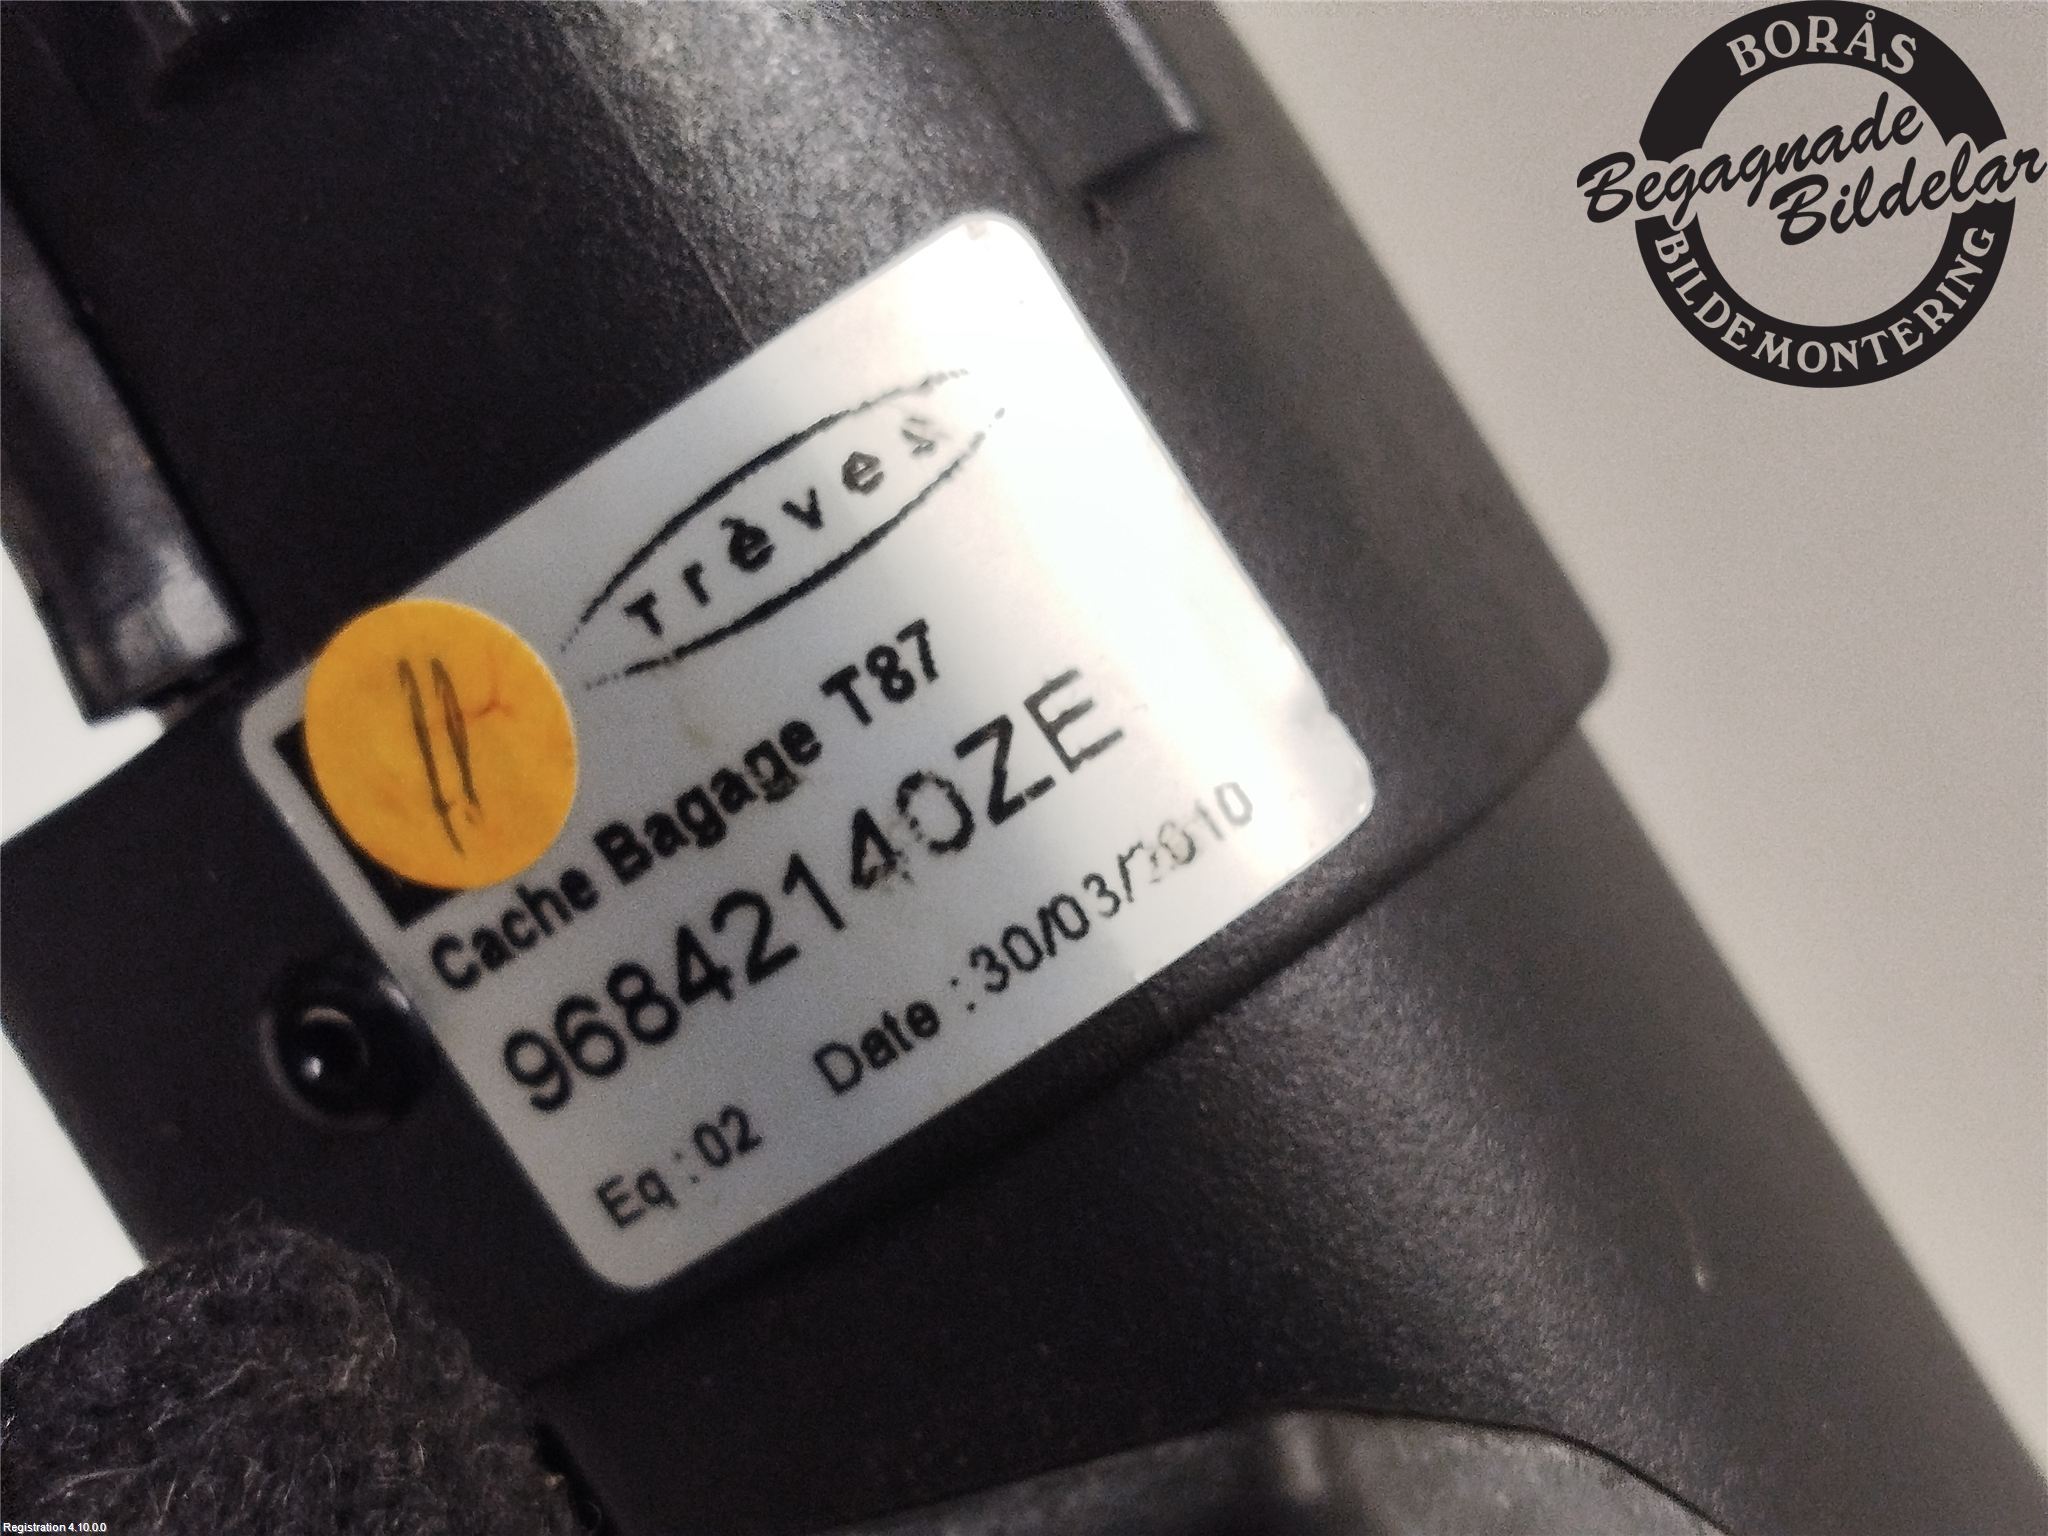 BORÅS
Begagnade
Bildelar
BILDEMONTERING
Trèves
Cache Bagage T87
96842140ZE
Eq : 02 Date : 30/03/2010
Registration 4.10.0.0